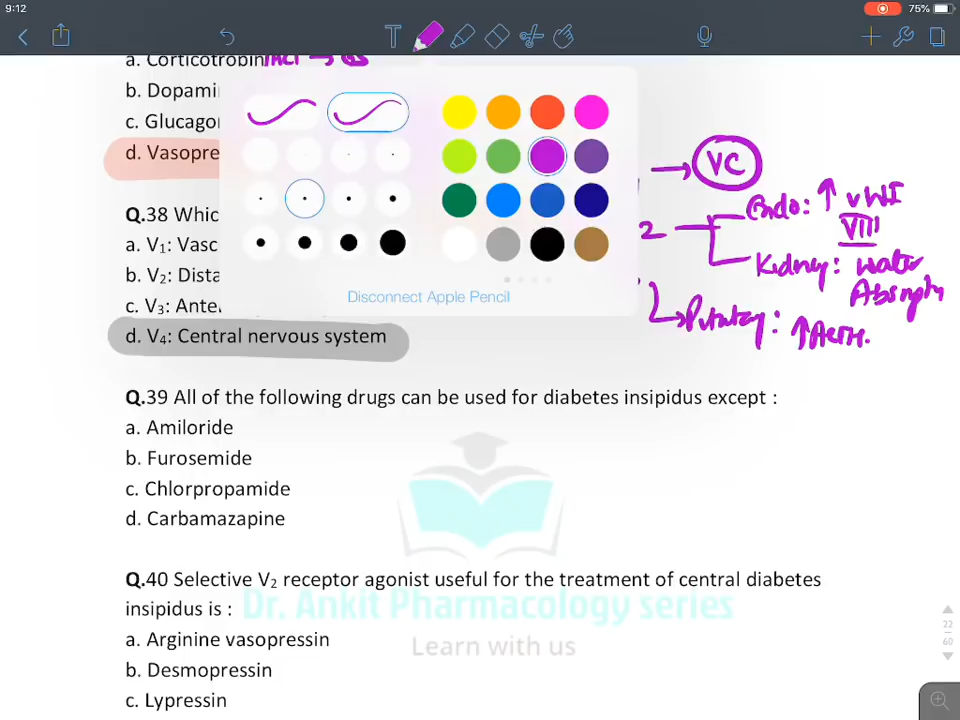 9:12
75%
T
a. Corticotropin
b. Dopami
c. Glucagor
d. Vasopre
→ VC
Q.38 Whic
a. V₁: Vasc
2 Endo: ↑ vWF
VIII
b. V₂: Dista
Kidney: water
Absorptn
c. V₃: Ante
→ Pitutary: ↑ACTH.
Disconnect Apple Pencil
d. V₄: Central nervous system
Q.39 All of the following drugs can be used for diabetes insipidus except :
a. Amiloride
b. Furosemide
c. Chlorpropamide
d. Carbamazapine
Q.40 Selective V₂ receptor agonist useful for the treatment of central diabetes
insipidus is :
Dr. Ankit Pharmacology series
Learn with us
a. Arginine vasopressin
b. Desmopressin
c. Lypressin
22
60